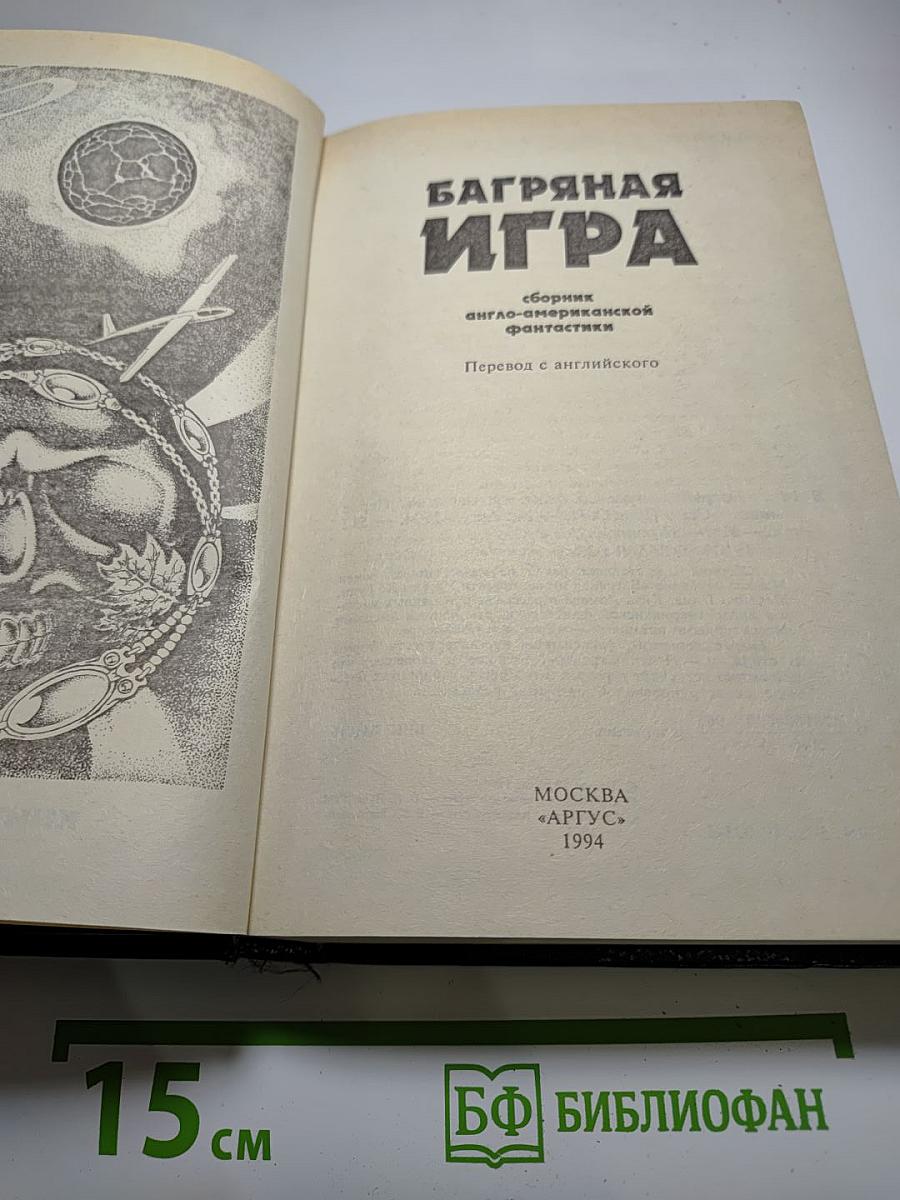 БАГРЯНАЯ
ИГРА
сборник
англо-американской
фантастики
Перевод с английского
МОСКВА
«АРГУС»
1994
15 см
БФ БИБЛИОФАН